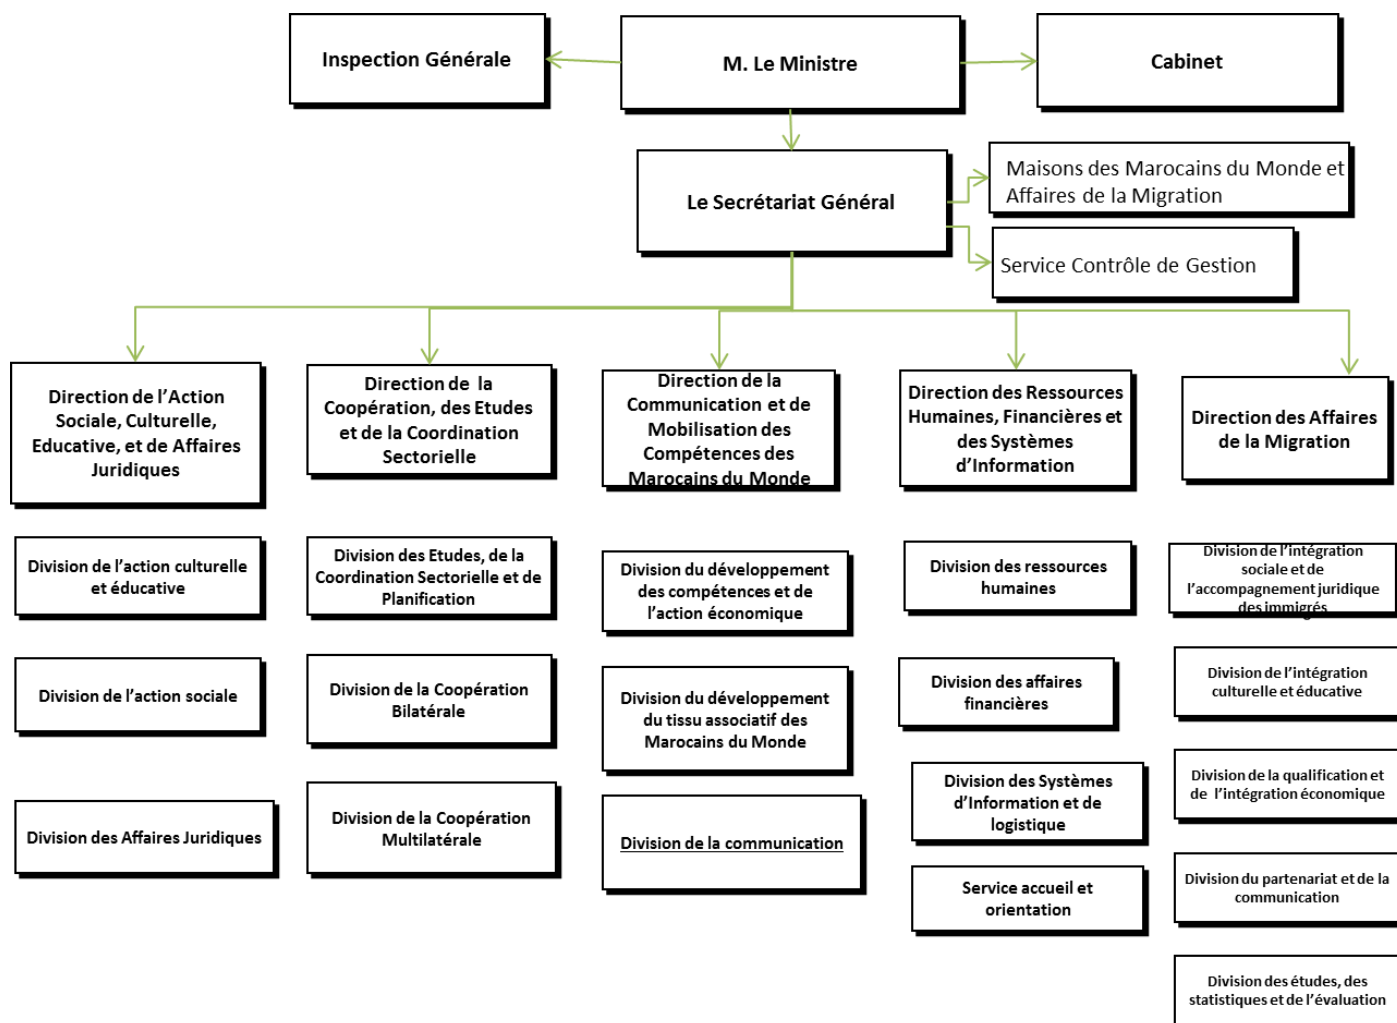 Inspection Générale
M. Le Ministre
Cabinet
Le Secrétariat Général
Maisons des Marocains du Monde et
Affaires de la Migration
Service Contrôle de Gestion
Direction de l’Action
Sociale, Culturelle,
Educative, et de Affaires
Juridiques
Direction de la
Coopération, des Etudes
et de la Coordination
Sectorielle
Direction de la
Communication et de
Mobilisation des
Compétences des
Marocains du Monde
Direction des Ressources
Humaines, Financières et
des Systèmes
d’Information
Direction des Affaires
de la Migration
Division de l’action culturelle
et éducative
Division de l’action sociale
Division des Affaires Juridiques
Division des Etudes, de la
Coordination Sectorielle et de
Planification
Division de la Coopération
Bilatérale
Division de la Coopération
Multilatérale
Division du développement
des compétences et de
l’action économique
Division du développement
du tissu associatif des
Marocains du Monde
Division de la communication
Division des ressources
humaines
Division des affaires
financières
Division des Systèmes
d’Information et de
logistique
Service accueil et
orientation
Division de l’intégration
sociale et de
l’accompagnement juridique
des immigrés
Division de l’intégration
culturelle et éducative
Division de la qualification et
de l’intégration économique
Division du partenariat et de la
communication
Division des études, des
statistiques et de l’évaluation